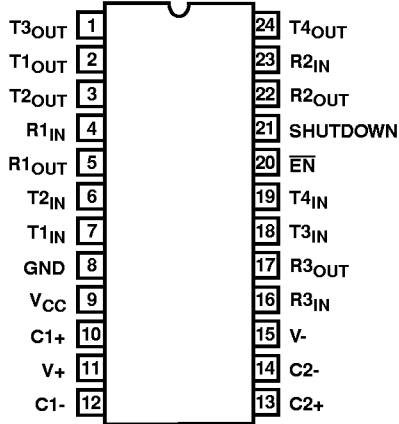 T3OUT 1 24 T4OUT
T1OUT 2 23 R2IN
T2OUT 3 22 R2OUT
R1IN 4 21 SHUTDOWN
R1OUT 5 20 E̅N̅
T2IN 6 19 T4IN
T1IN 7 18 T3IN
GND 8 17 R3OUT
VCC 9 16 R3IN
C1+ 10 15 V-
V+ 11 14 C2-
C1- 12 13 C2+